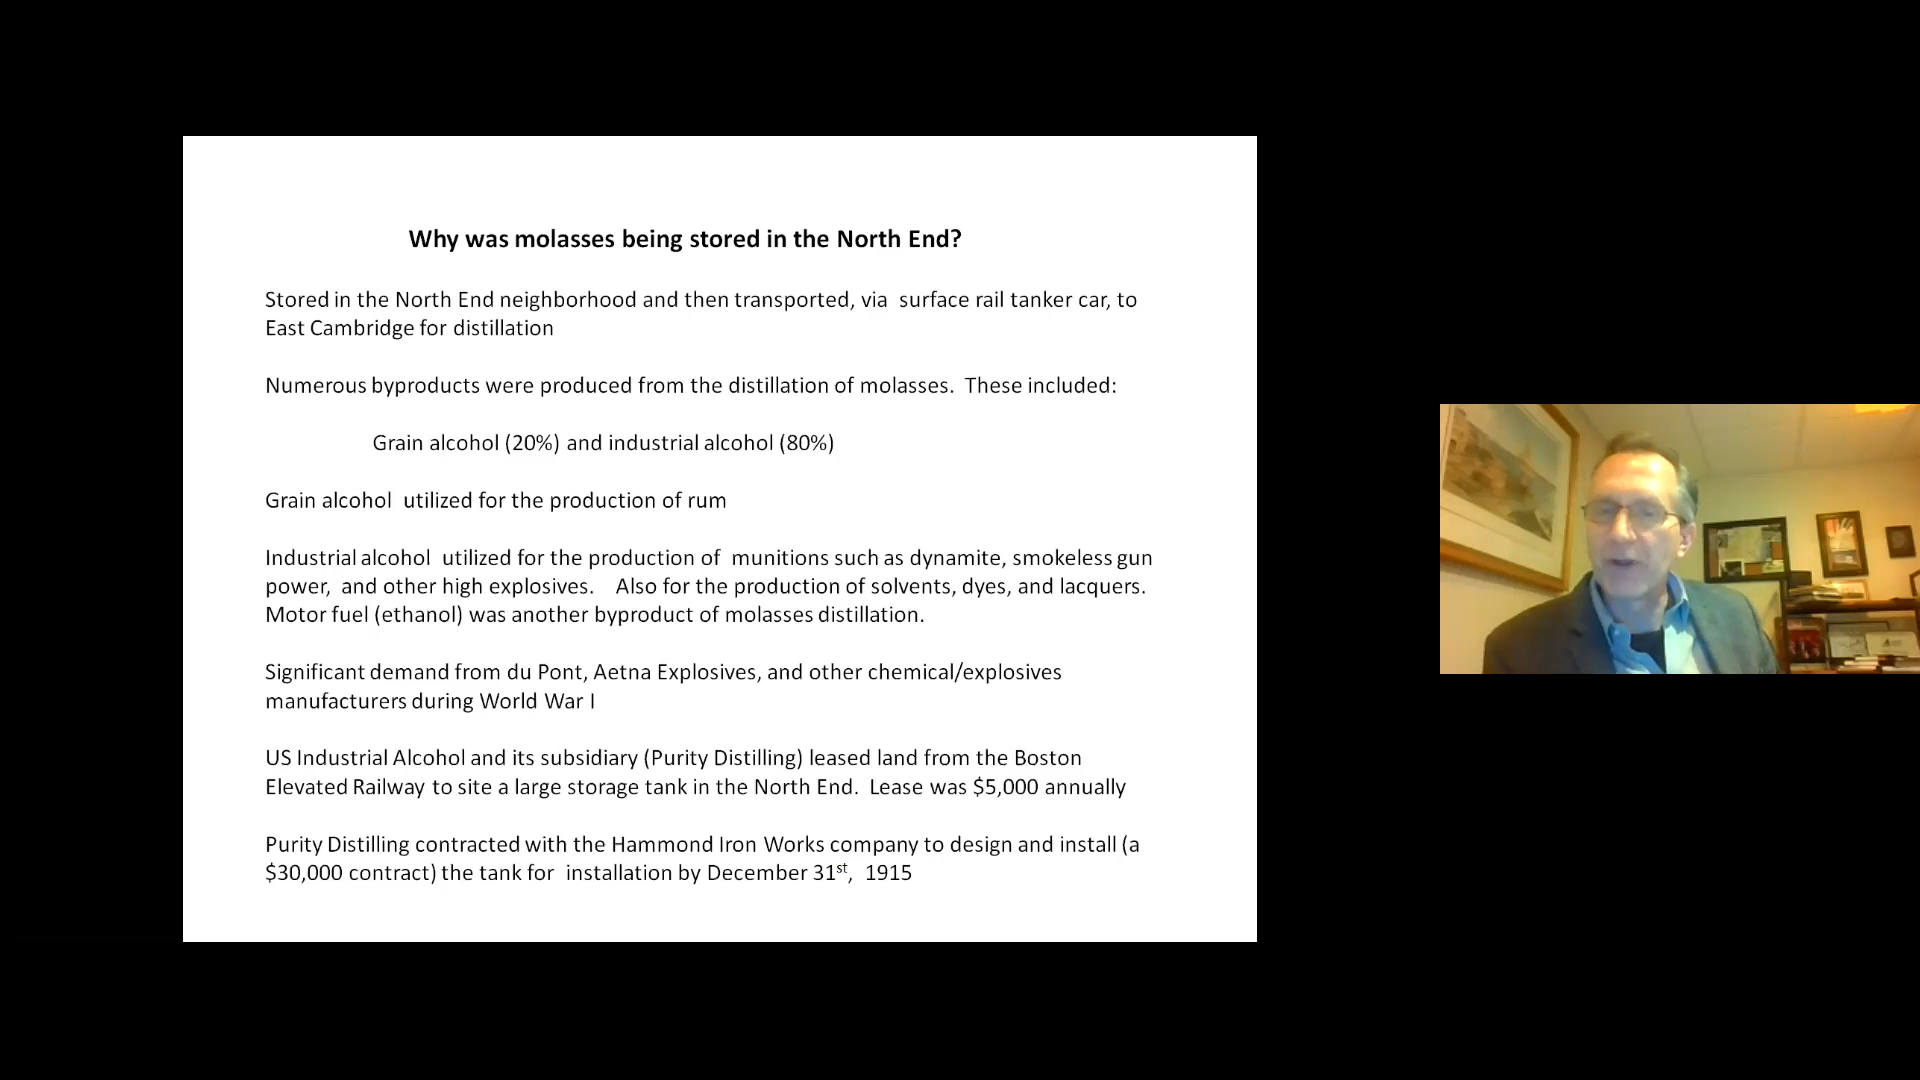 Why was molasses being stored in the North End?
Stored in the North End neighborhood and then transported, via  surface rail tanker car, to
East Cambridge for distillation
Numerous byproducts were produced from the distillation of molasses.  These included:
Grain alcohol (20%) and industrial alcohol (80%)
Grain alcohol  utilized for the production of rum
Industrial alcohol  utilized for the production of  munitions such as dynamite, smokeless gun
power,  and other high explosives.    Also for the production of solvents, dyes, and lacquers.
Motor fuel (ethanol) was another byproduct of molasses distillation.
Significant demand from du Pont, Aetna Explosives, and other chemical/explosives
manufacturers during World War I
US Industrial Alcohol and its subsidiary (Purity Distilling) leased land from the Boston
Elevated Railway to site a large storage tank in the North End.  Lease was $5,000 annually
Purity Distilling contracted with the Hammond Iron Works company to design and install (a
$30,000 contract) the tank for  installation by December 31st,  1915